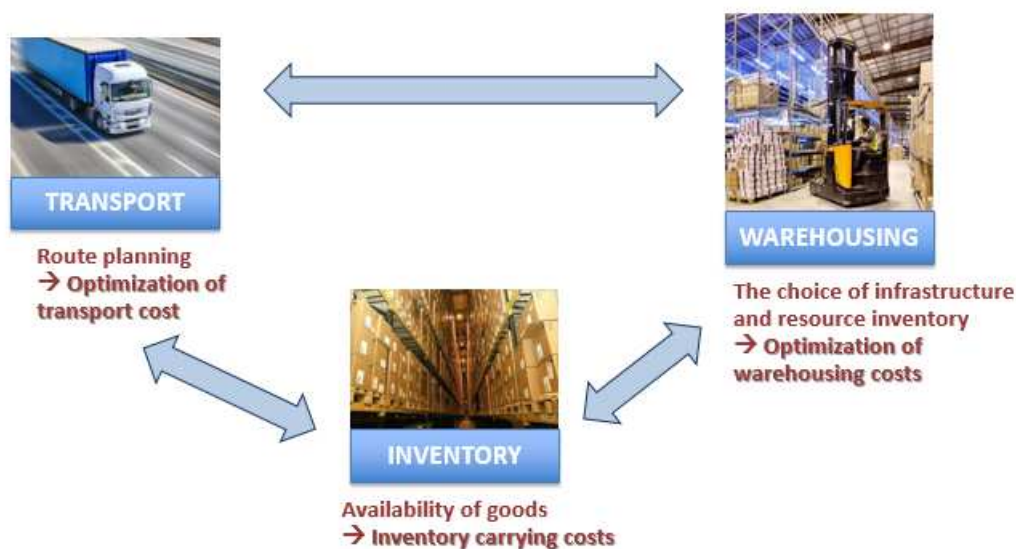 TRANSPORT
Route planning
→ Optimization of
transport cost
WAREHOUSING
The choice of infrastructure
and resource inventory
→ Optimization of
warehousing costs
INVENTORY
Availability of goods
→ Inventory carrying costs